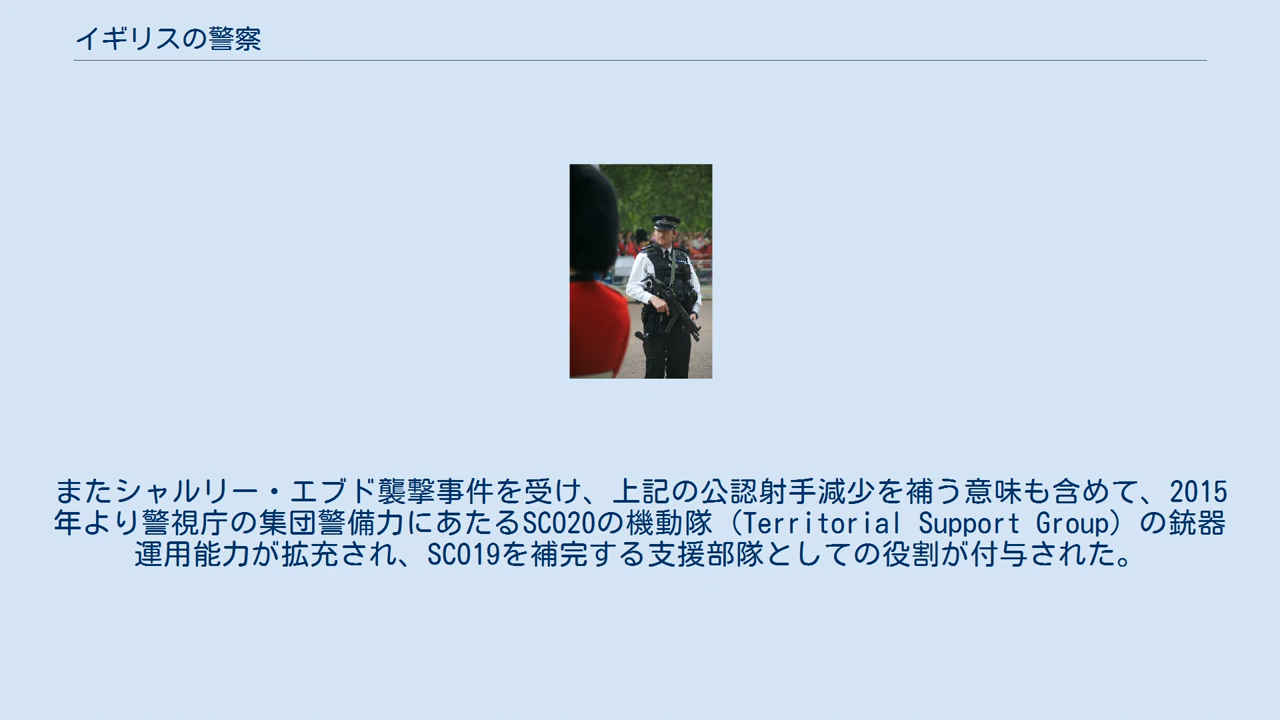 イギリスの警察
またシャルリー・エブド襲撃事件を受け、上記の公認射手減少を補う意味も含めて、2015
年より警視庁の集団警備力にあたるSCO20の機動隊（Territorial Support Group）の銃器
運用能力が拡充され、SCO19を補完する支援部隊としての役割が付与された。